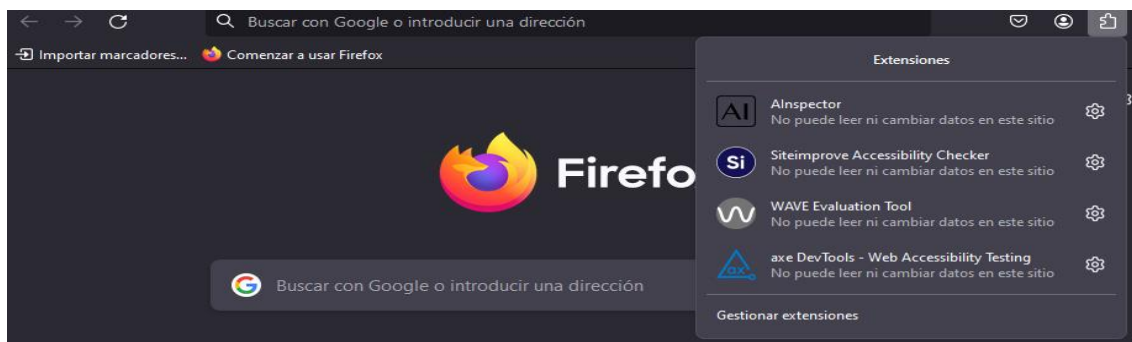 Buscar con Google o introducir una dirección
Importar marcadores... Comenzar a usar Firefox
Extensiones
AI
AInspector
No puede leer ni cambiar datos en este sitio
Si
Siteimprove Accessibility Checker
No puede leer ni cambiar datos en este sitio
WAVE Evaluation Tool
No puede leer ni cambiar datos en este sitio
ax
axe DevTools - Web Accessibility Testing
No puede leer ni cambiar datos en este sitio
Gestionar extensiones
Firefo
Buscar con Google o introducir una dirección